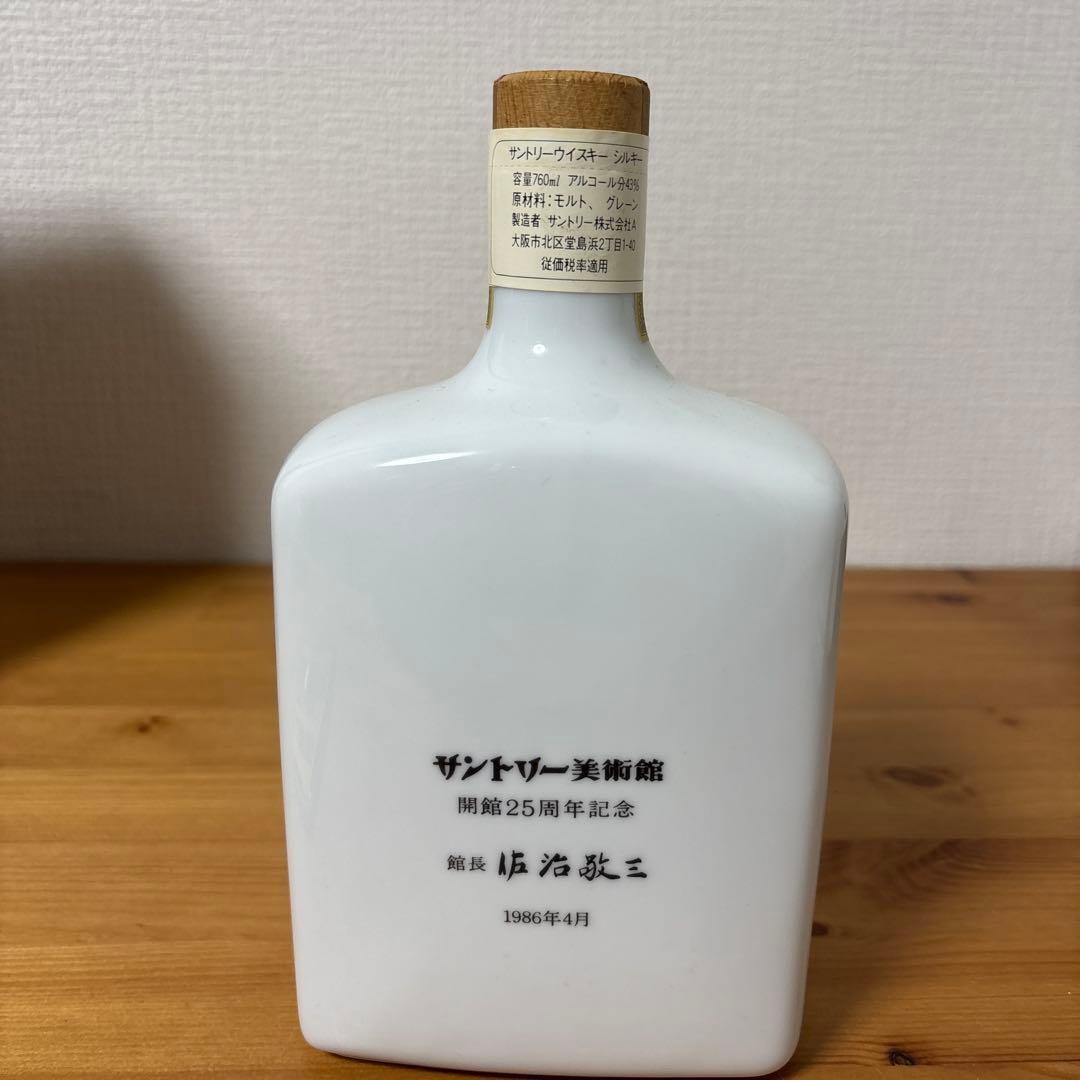 サントリーウイスキー シルキー
容量760ml アルコール分43%
原材料:モルト、グレーン
製造者 サントリー株式会社A
大阪市北区堂島浜2丁目1-40
従価税率適用
サントリー美術館
開館25周年記念
館長 佐治敬三
1986年4月